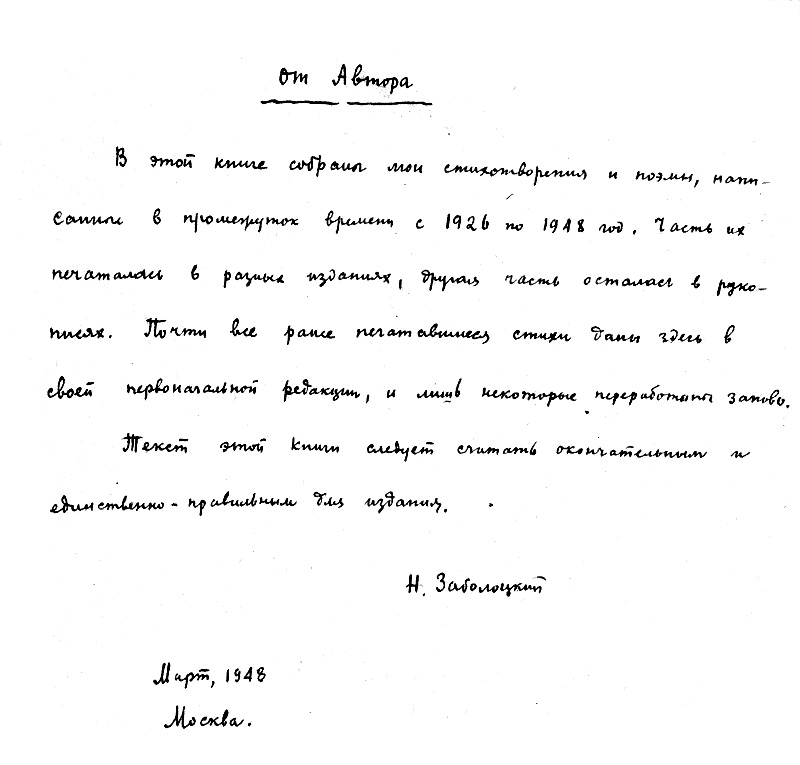 От Автора
В этой книге собраны мои стихотворения и поэмы, напи-
санные в промежуток времени с 1926 по 1948 год. Часть их
печаталась в разных изданиях, другая часть осталась в руко-
писях. Почти все ранее печатавшиеся стихи даны здесь в
своей первоначальной редакции, и лишь некоторые переработаны заново.
Текст этой книги следует считать окончательным и
единственно-правильным для издания.
Н. Заболоцкий
Март, 1948
Москва.